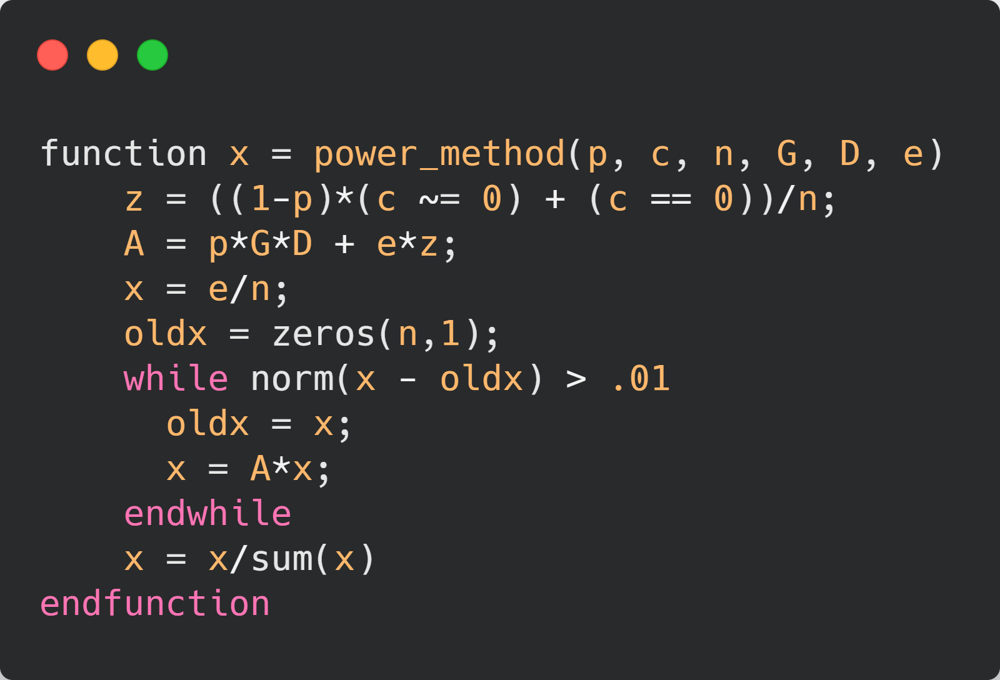 function x = power_method(p, c, n, G, D, e)
    z = ((1-p)*(c ~= 0) + (c == 0))/n;
    A = p*G*D + e*z;
    x = e/n;
    oldx = zeros(n,1);
    while norm(x - oldx) > .01
      oldx = x;
      x = A*x;
    endwhile
    x = x/sum(x)
endfunction